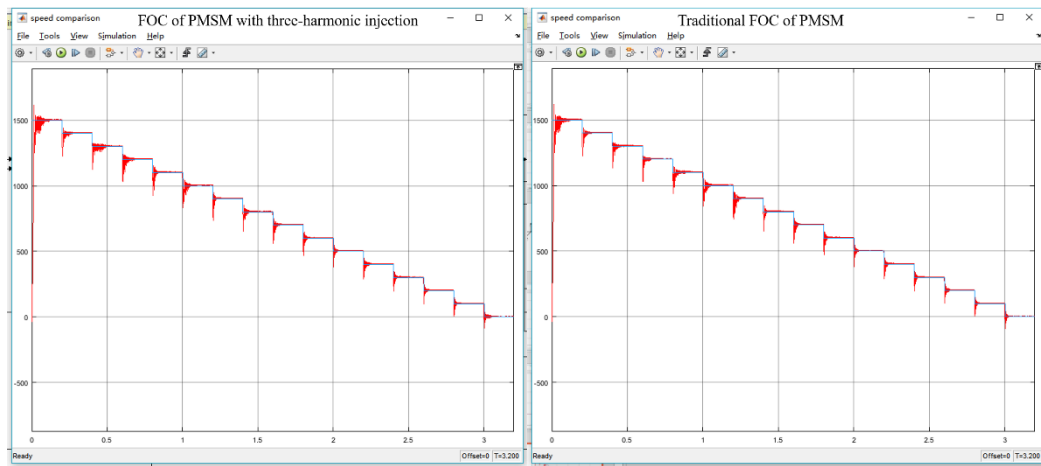 speed comparison
FOC of PMSM with three-harmonic injection
File Tools View Simulation Help
1500
1000
500
0
-500
0 0.5 1 1.5 2 2.5 3
Ready Offset=0 T=3.200
speed comparison
Traditional FOC of PMSM
File Tools View Simulation Help
1500
1000
500
0
-500
0 0.5 1 1.5 2 2.5 3
Ready Offset=0 T=3.200